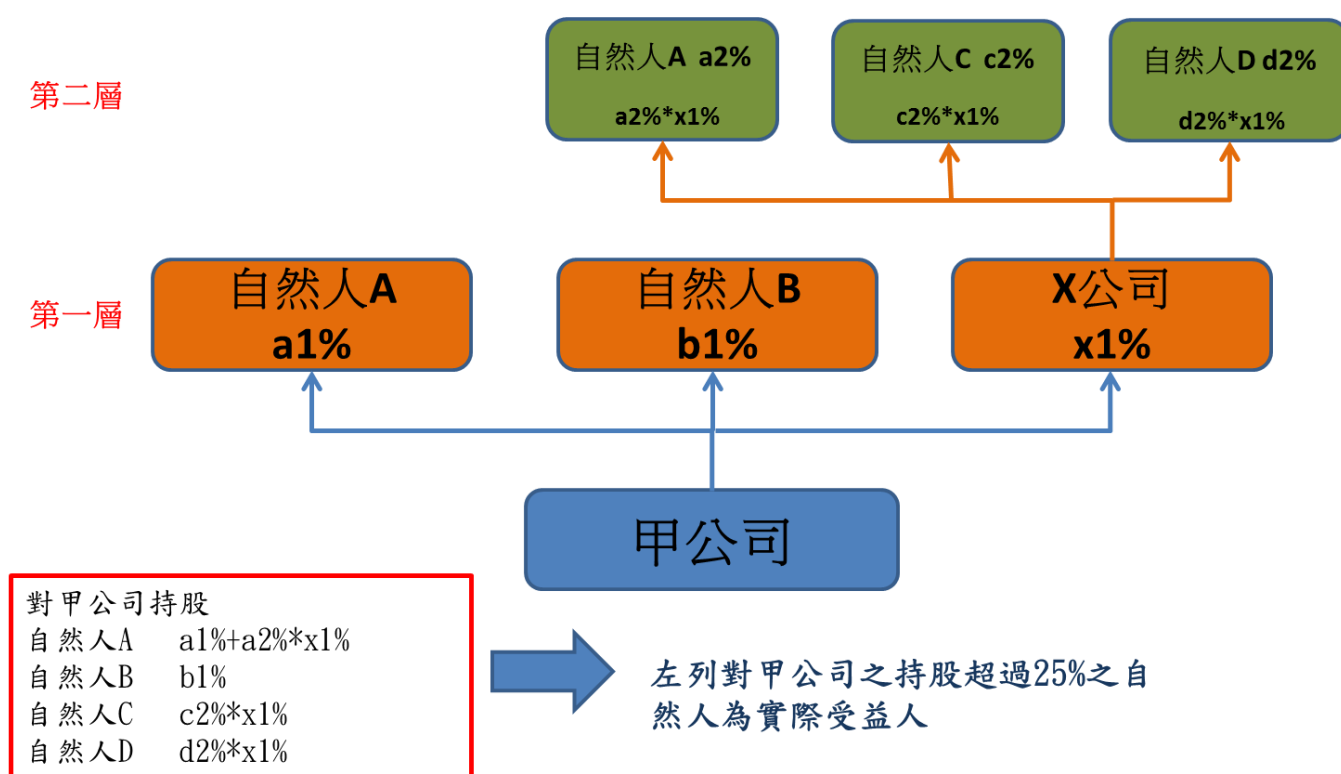 第二層
自然人A a2%
a2%*x1%
自然人C c2%
c2%*x1%
自然人D d2%
d2%*x1%
第一層
自然人A
a1%
自然人B
b1%
X公司
x1%
甲公司
對甲公司持股
自然人A a1%+a2%*x1%
自然人B b1%
自然人C c2%*x1%
自然人D d2%*x1%
左列對甲公司之持股超過25%之自
然人為實際受益人